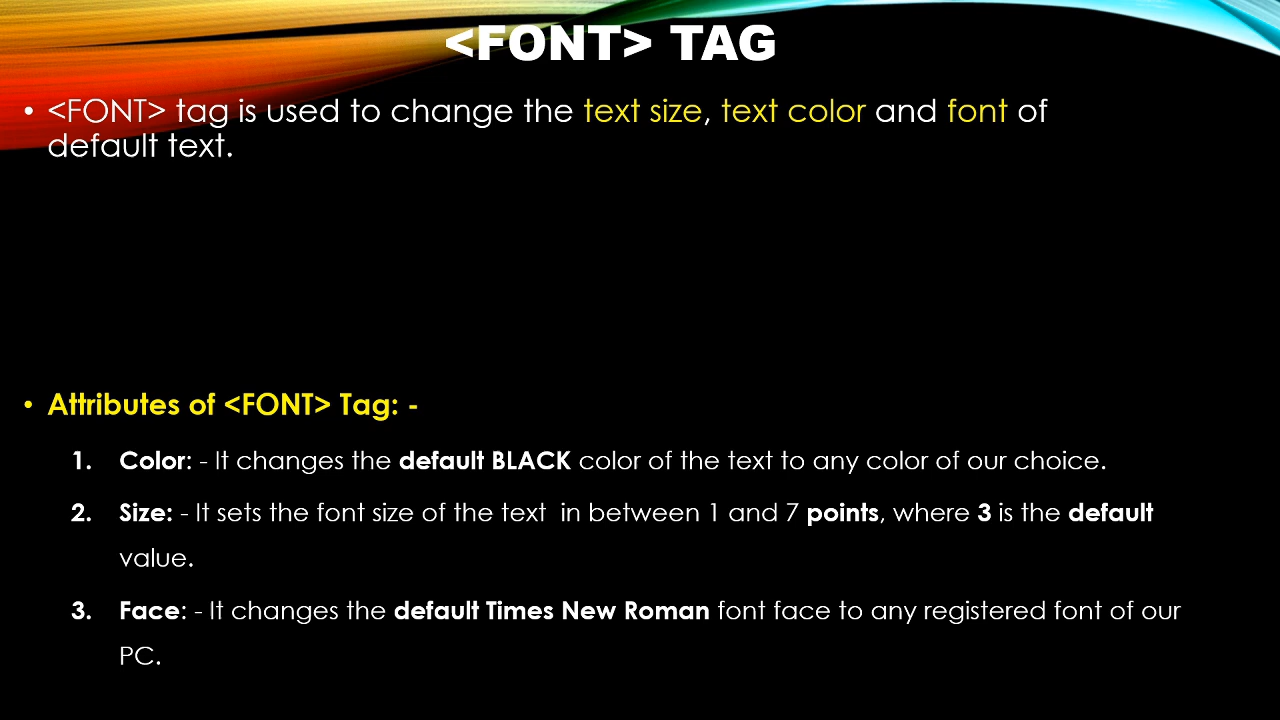 <FONT> TAG
• <FONT> tag is used to change the text size, text color and font of
default text.
• Attributes of <FONT> Tag: -
1. Color: - It changes the default BLACK color of the text to any color of our choice.
2. Size: - It sets the font size of the text  in between 1 and 7 points, where 3 is the default
value.
3. Face: - It changes the default Times New Roman font face to any registered font of our
PC.